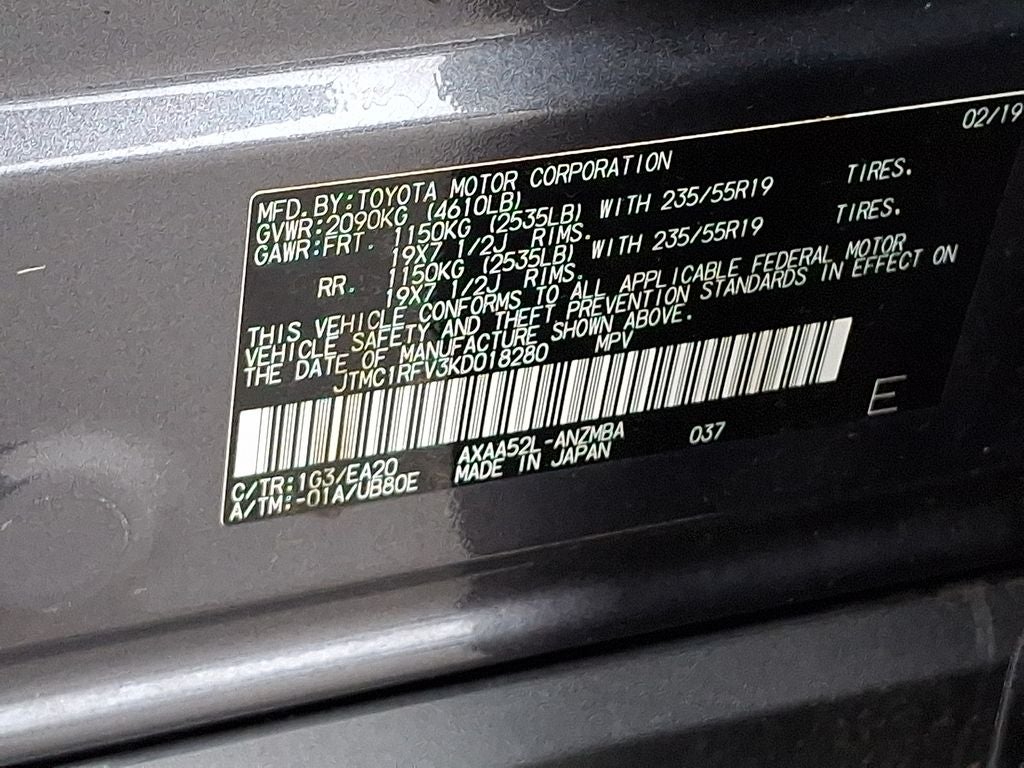 02/19
MFD. BY: TOYOTA MOTOR CORPORATION
GVWR: 2090KG (4610LB)
GAWR: FRT. 1150KG (2535LB) WITH 235/55R19 TIRES.
19X7 1/2J RIMS.
RR. 1150KG (2535LB) WITH 235/55R19 TIRES.
19X7 1/2J RIMS.
THIS VEHICLE CONFORMS TO ALL APPLICABLE FEDERAL MOTOR
VEHICLE SAFETY AND THEFT PREVENTION STANDARDS IN EFFECT ON
THE DATE OF MANUFACTURE SHOWN ABOVE.
JTMC1RFV3KD018280 MPV
E
C/TR: 1G3/EA20 AXAA52L-ANZMBA 037
A/TM: -01A/UB80E MADE IN JAPAN